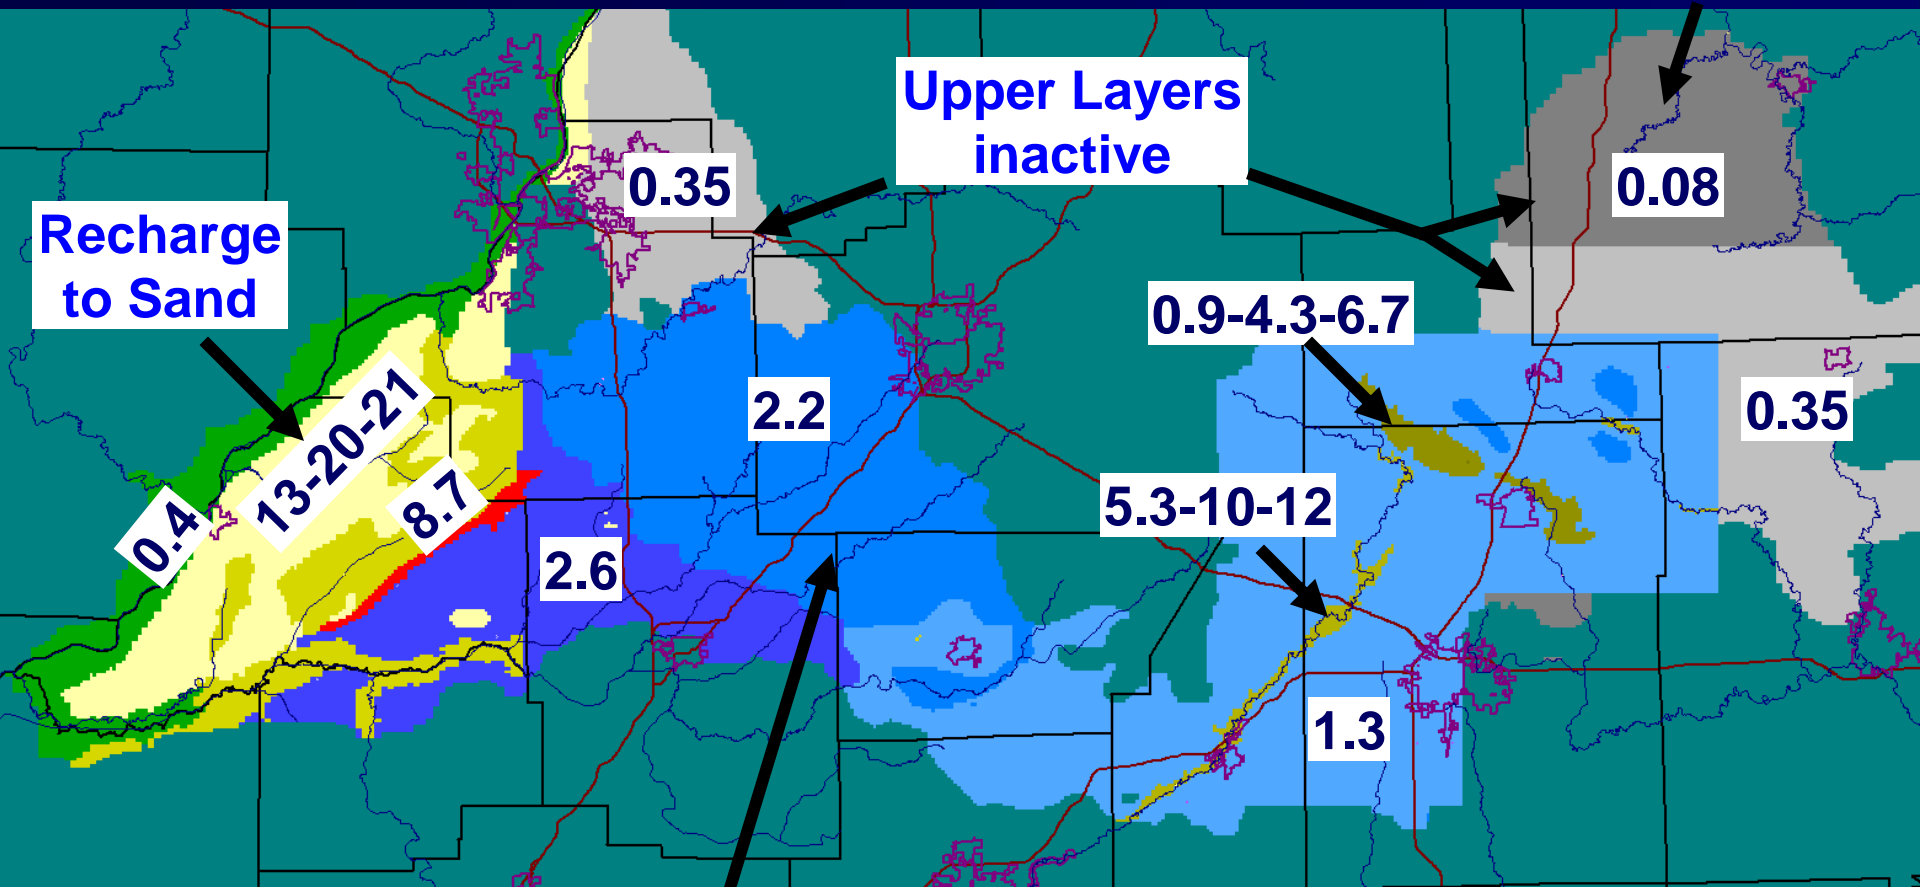 Upper Layers
inactive
0.35
0.08
Recharge
to Sand
0.9-4.3-6.7
2.2
0.35
13-20-21
8.7
0.4
5.3-10-12
2.6
1.3